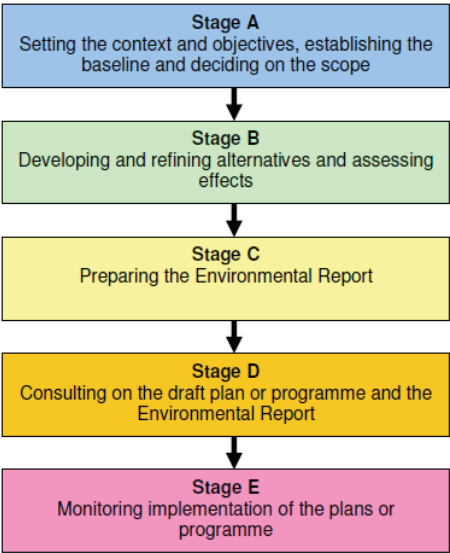 Stage A
Setting the context and objectives, establishing the
baseline and deciding on the scope
Stage B
Developing and refining alternatives and assessing
effects
Stage C
Preparing the Environmental Report
Stage D
Consulting on the draft plan or programme and the
Environmental Report
Stage E
Monitoring implementation of the plans or
programme